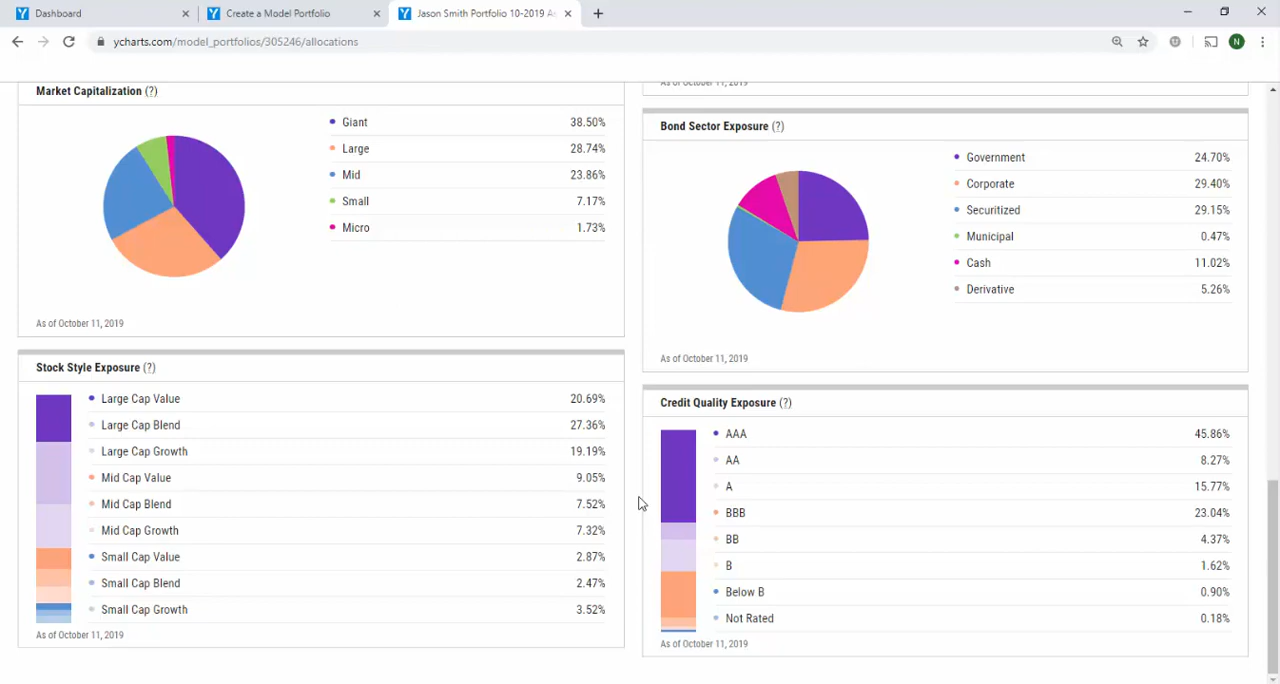 Dashboard
Create a Model Portfolio
Jason Smith Portfolio 10-2019 As
ycharts.com/model_portfolios/305246/allocations
N
Market Capitalization (?)
Giant 38.50%
Large 28.74%
Mid 23.86%
Small 7.17%
Micro 1.73%
As of October 11, 2019
Stock Style Exposure (?)
Large Cap Value 20.69%
Large Cap Blend 27.36%
Large Cap Growth 19.19%
Mid Cap Value 9.05%
Mid Cap Blend 7.52%
Mid Cap Growth 7.32%
Small Cap Value 2.87%
Small Cap Blend 2.47%
Small Cap Growth 3.52%
As of October 11, 2019
As of October 11, 2019
Bond Sector Exposure (?)
Government 24.70%
Corporate 29.40%
Securitized 29.15%
Municipal 0.47%
Cash 11.02%
Derivative 5.26%
As of October 11, 2019
Credit Quality Exposure (?)
AAA 45.86%
AA 8.27%
A 15.77%
BBB 23.04%
BB 4.37%
B 1.62%
Below B 0.90%
Not Rated 0.18%
As of October 11, 2019